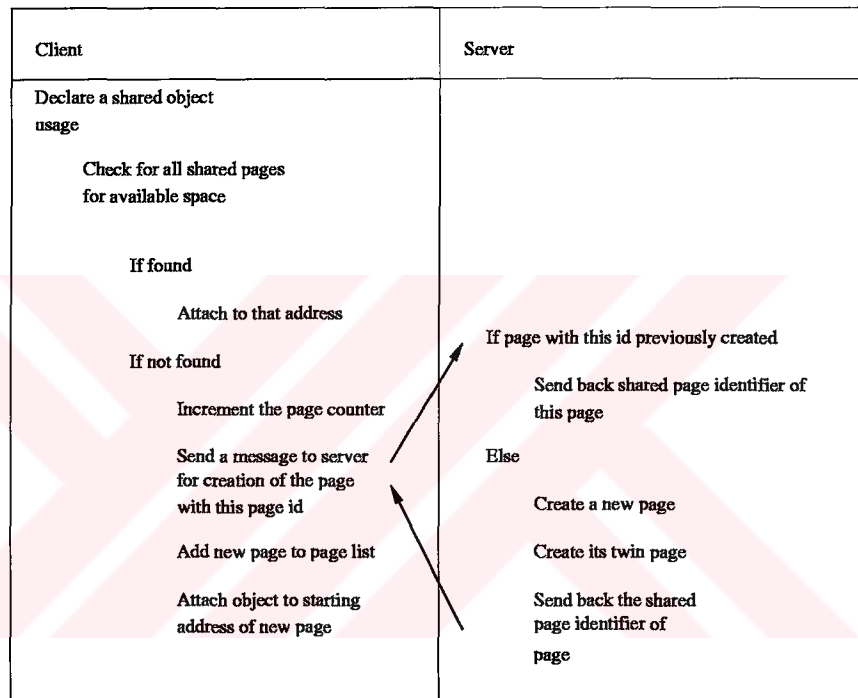 Client
Server
Declare a shared object
usage
Check for all shared pages
for available space
If found
Attach to that address
If not found
Increment the page counter
Send a message to server
for creation of the page
with this page id
Add new page to page list
Attach object to starting
address of new page
If page with this id previously created
Send back shared page identifier of
this page
Else
Create a new page
Create its twin page
Send back the shared
page identifier of
page